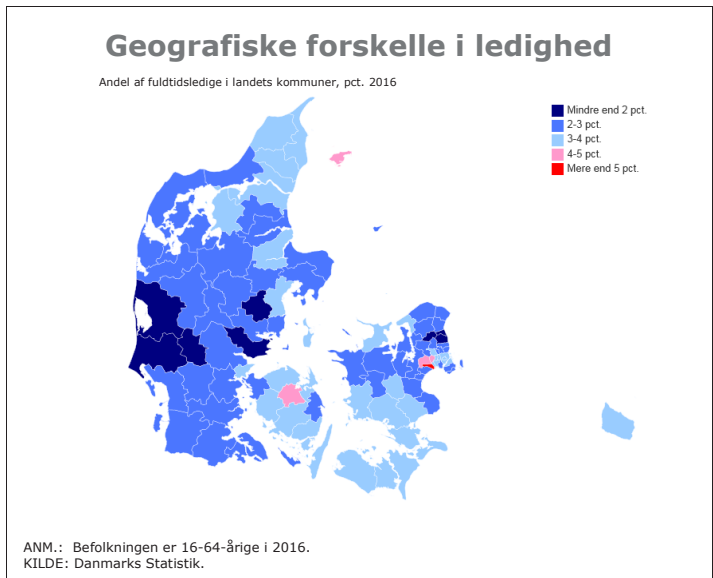 Geografiske forskelle i ledighed
Andel af fuldtidsledige i landets kommuner, pct. 2016
Mindre end 2 pct.
2-3 pct.
3-4 pct.
4-5 pct.
Mere end 5 pct.
ANM.: Befolkningen er 16-64-årige i 2016.
KILDE: Danmarks Statistik.